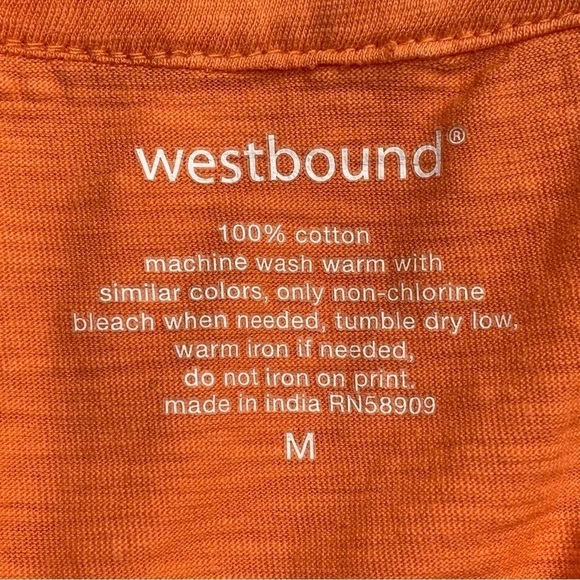 westbound®
100% cotton
machine wash warm with
similar colors, only non-chlorine
bleach when needed, tumble dry low,
warm iron if needed,
do not iron on print.
made in india RN58909
M